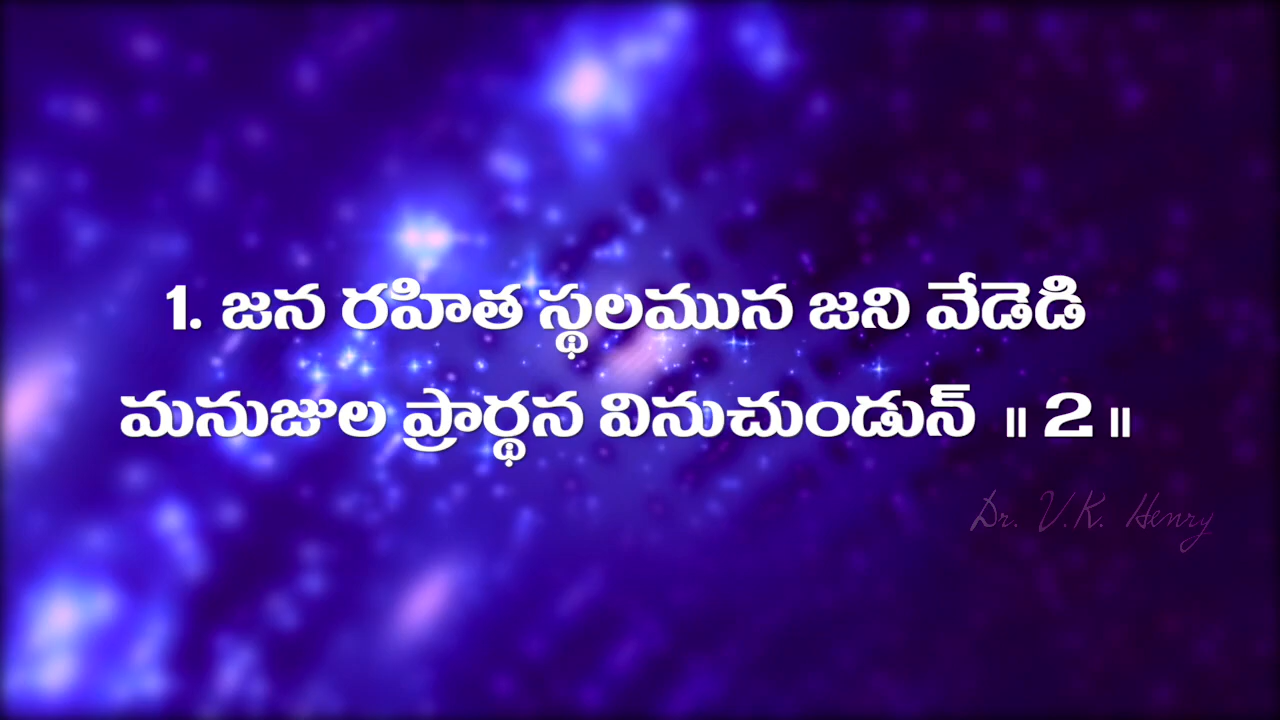 1. జన రహిత స్థలమున జని వేడెడి
మనుజుల ప్రార్థన వినుచుండున్ ॥ 2 ॥
Dr. V.K. Henry